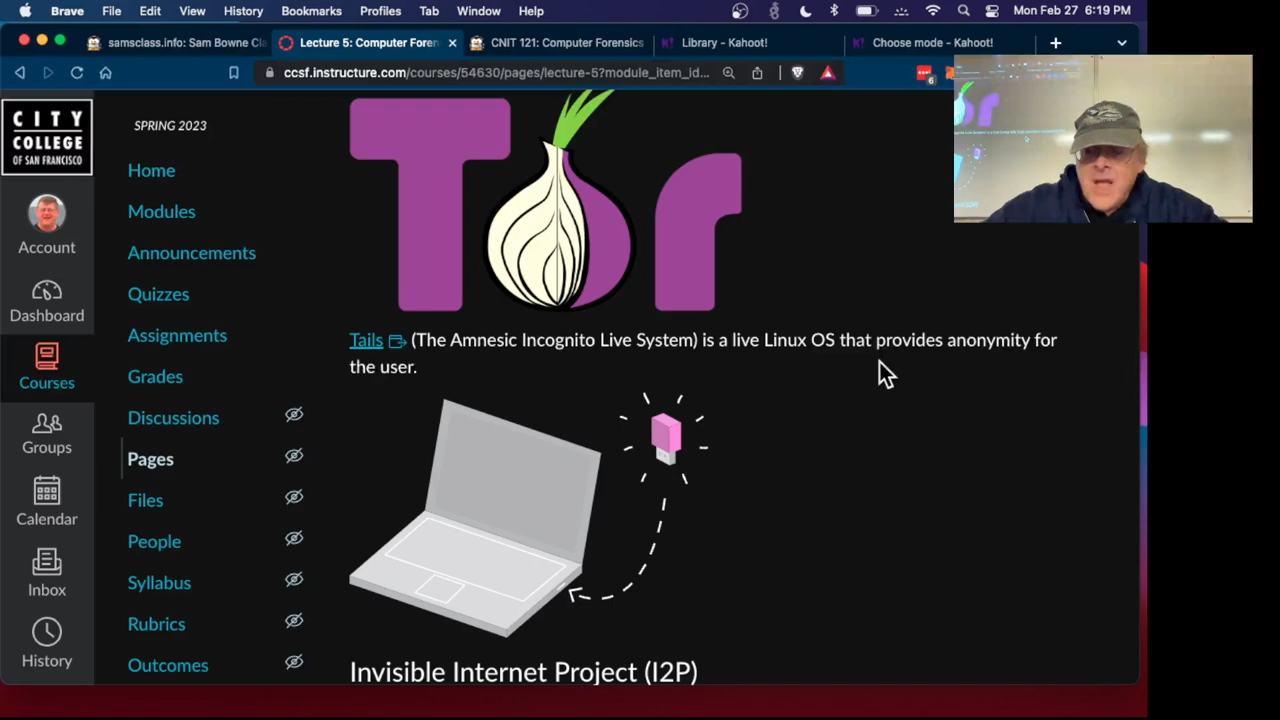 Brave File Edit View History Bookmarks Profiles Tab Window Help Mon Feb 27 6:19 PM
samsclass.info: Sam Bowne Cla Lecture 5: Computer Foren CNIT 121: Computer Forensics Library - Kahoot! Choose mode - Kahoot!
ccsf.instructure.com/courses/54630/pages/lecture-5?module_item_id...
6
CITY
COLLEGE
OF SAN FRANCISCO
Account
Dashboard
Courses
Groups
Calendar
Inbox
History
SPRING 2023
Home
Modules
Announcements
Quizzes
Assignments
Grades
Discussions
Pages
Files
People
Syllabus
Rubrics
Outcomes
Tor
Tails (The Amnesic Incognito Live System) is a live Linux OS that provides anonymity for
the user.
Invisible Internet Project (I2P)